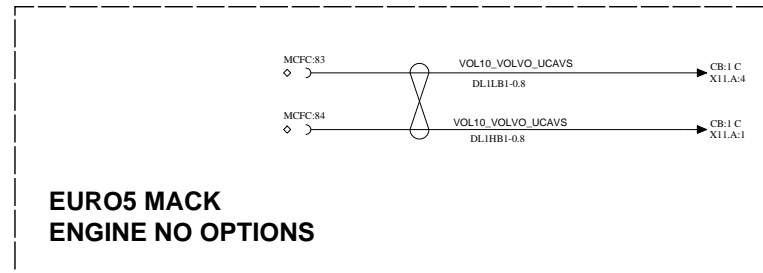 MCFC:83
VOL10_VOLVO_UCAVS
DL1LB1-0.8
CB:1 C
X11.A:4
MCFC:84
VOL10_VOLVO_UCAVS
DL1HB1-0.8
CB:1 C
X11.A:1
EURO5 MACK
ENGINE NO OPTIONS